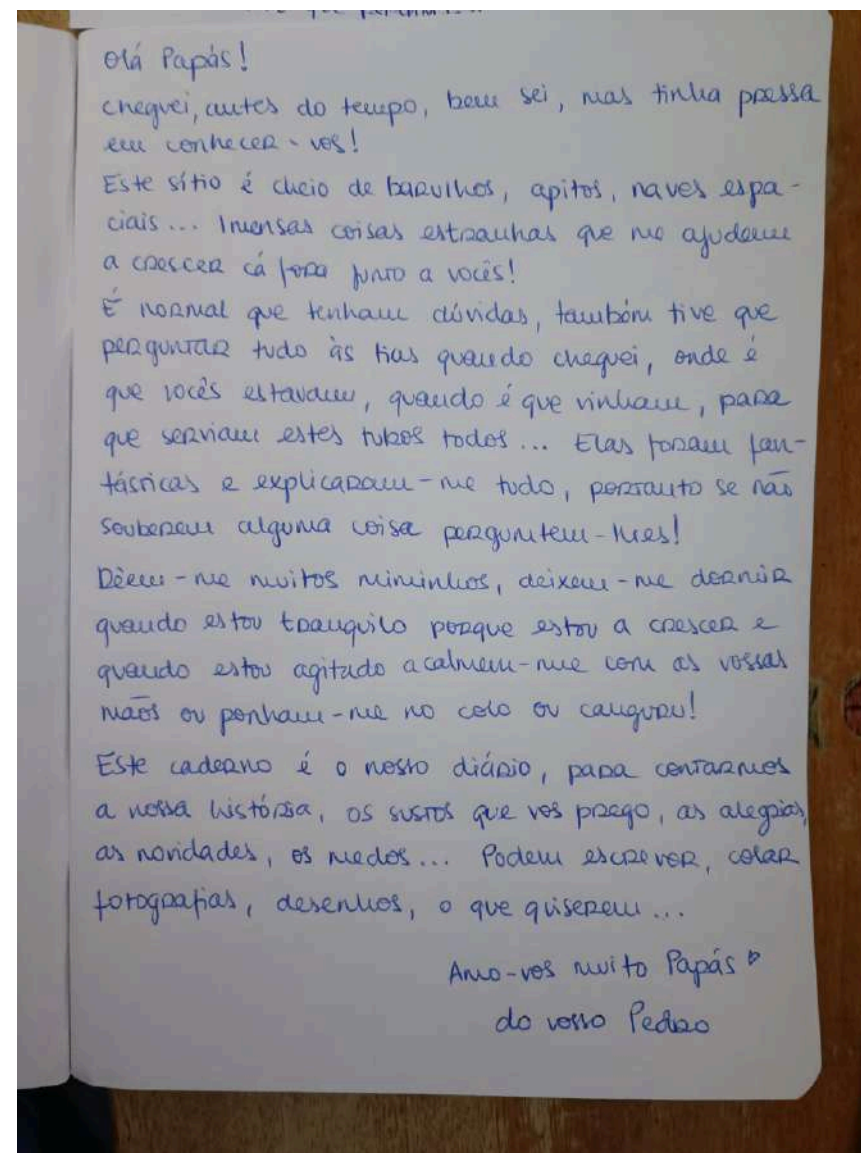 Olá Papás!
cheguei, antes do tempo, bem sei, mas tinha pressa
em conhecer-vos!
Este sítio é cheio de barulhos, apitos, naves espa-
ciais... Imensas coisas estranhas que me ajudam
a crescer cá fora junto a vocês!
É normal que tenham dúvidas, também tive que
perguntar tudo às tias quando cheguei, onde é
que vocês estavam, quando é que vinham, para
que serviam estes tubos todos... Elas foram fan-
tásticas e explicaram-me tudo, portanto se não
souberem alguma coisa perguntem-lhes!
Dêem-me muitos miminhos, deixem-me dormir
quando estou tranquilo porque estou a crescer e
quando estou agitado acalmem-me com as vossas
mãos ou ponham-me no colo ou canguru!
Este caderno é o nosso diário, para contarmos
a nossa história, os sustos que vos prego, as alegrias,
as novidades, os medos... Podem escrever, colar
fotografias, desenhos, o que quiserem...
Amo-vos muito Papás
do vosso Pedro